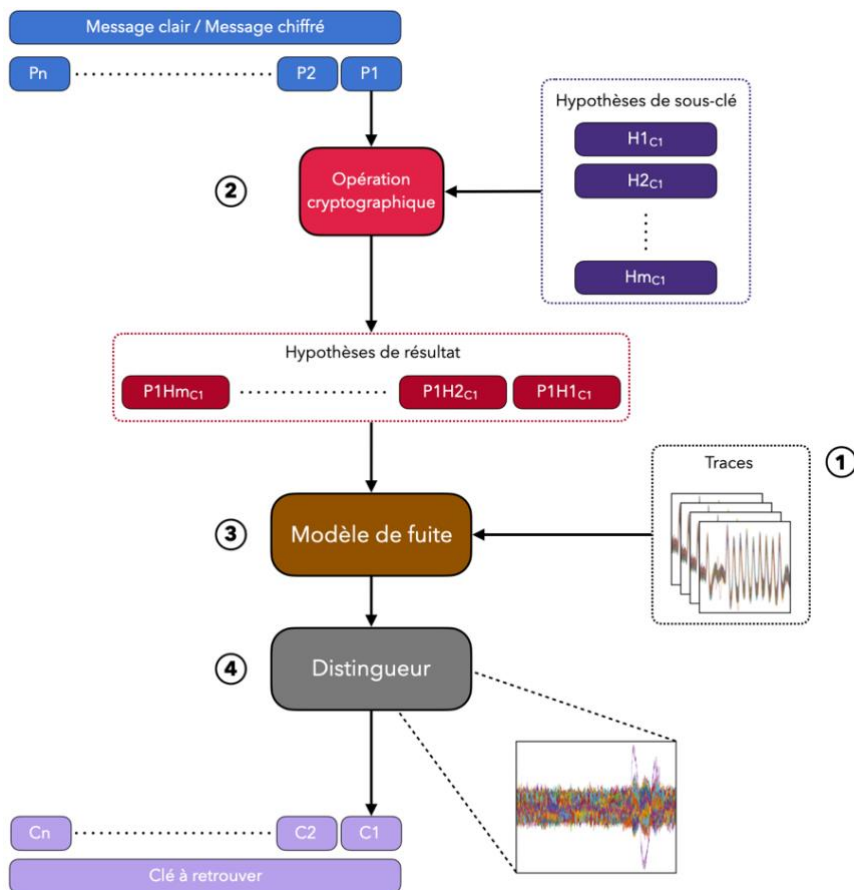 Message clair / Message chiffré
Pn ........................ P2 P1
Hypothèses de sous-clé
H1C1
H2C1
Opération
cryptographique
②
HmC1
Hypothèses de résultat
P1HmC1 ........................ P1H2C1 P1H1C1
Traces
①
③
Modèle de fuite
④
Distingueur
Cn ........................ C2 C1
Clé à retrouver